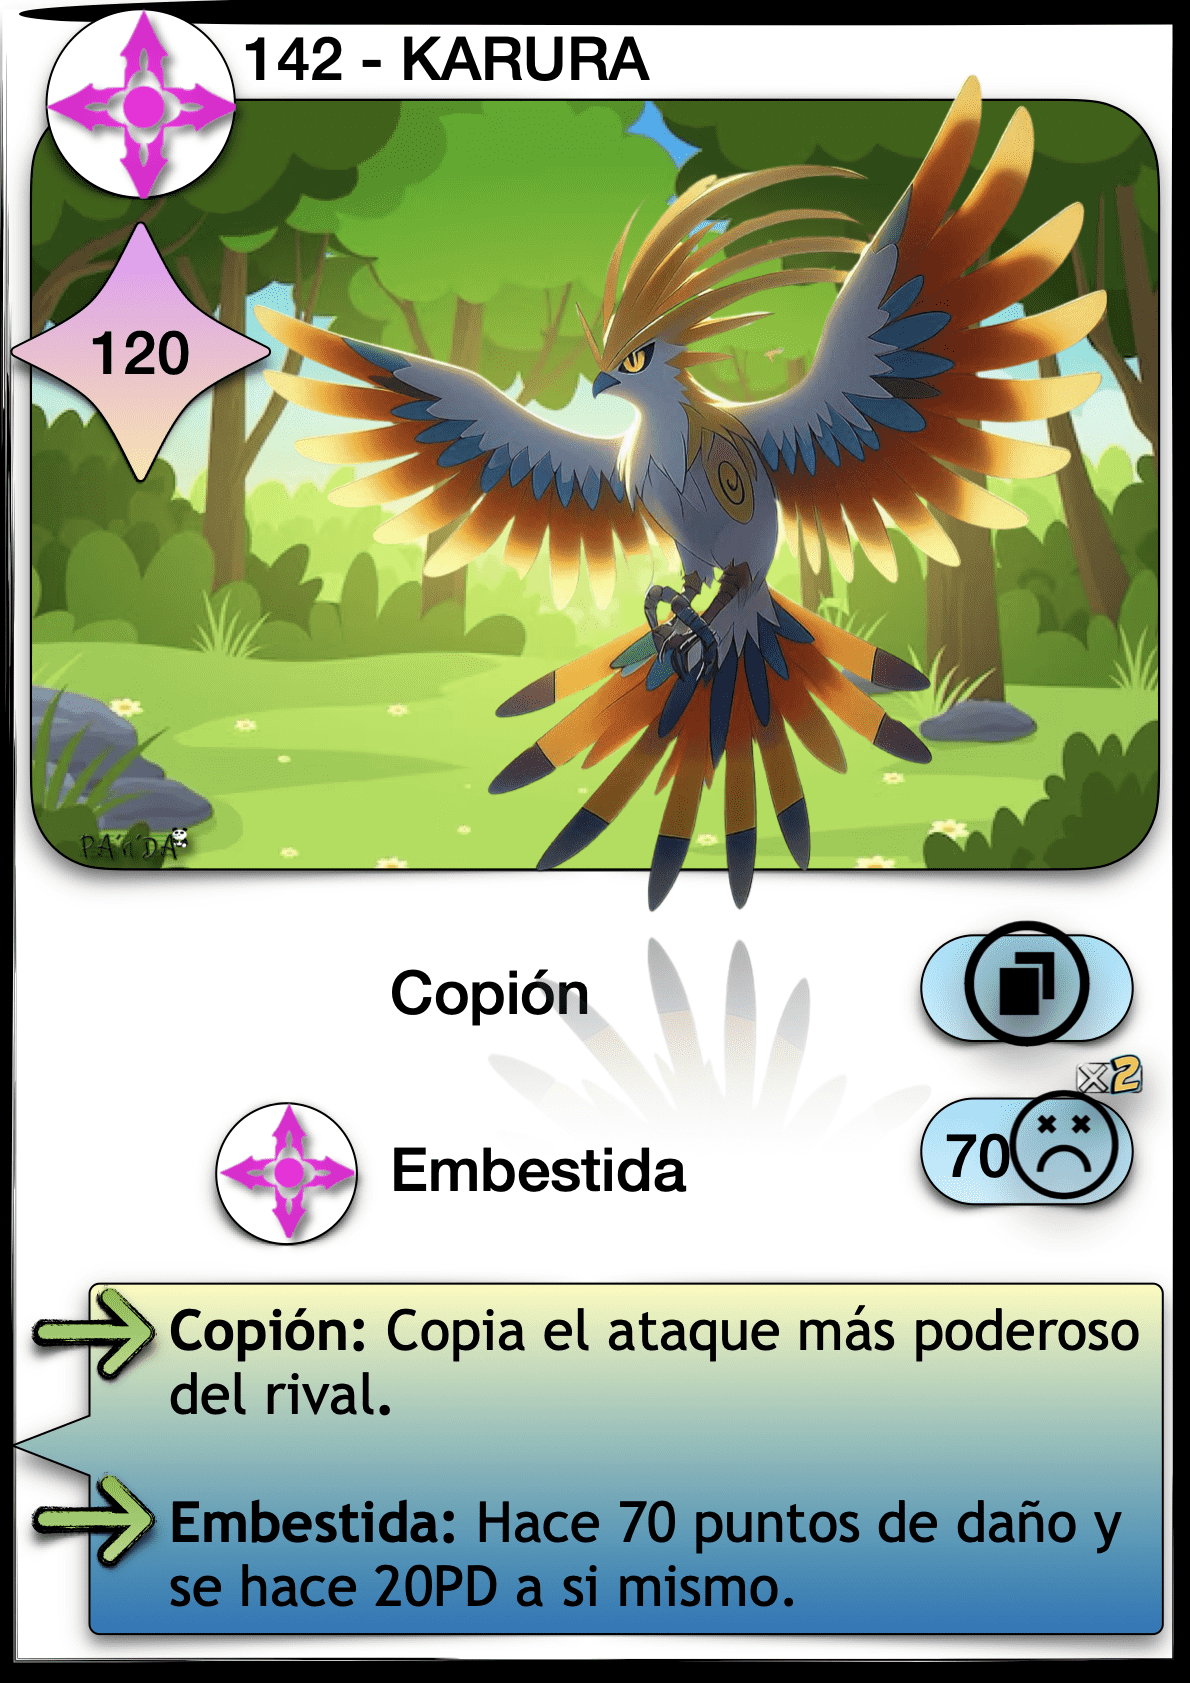 142 - KARURA
120
PANDA
Copión
X2
Embestida
70
Copión: Copia el ataque más poderoso
del rival.
Embestida: Hace 70 puntos de daño y
se hace 20PD a si mismo.